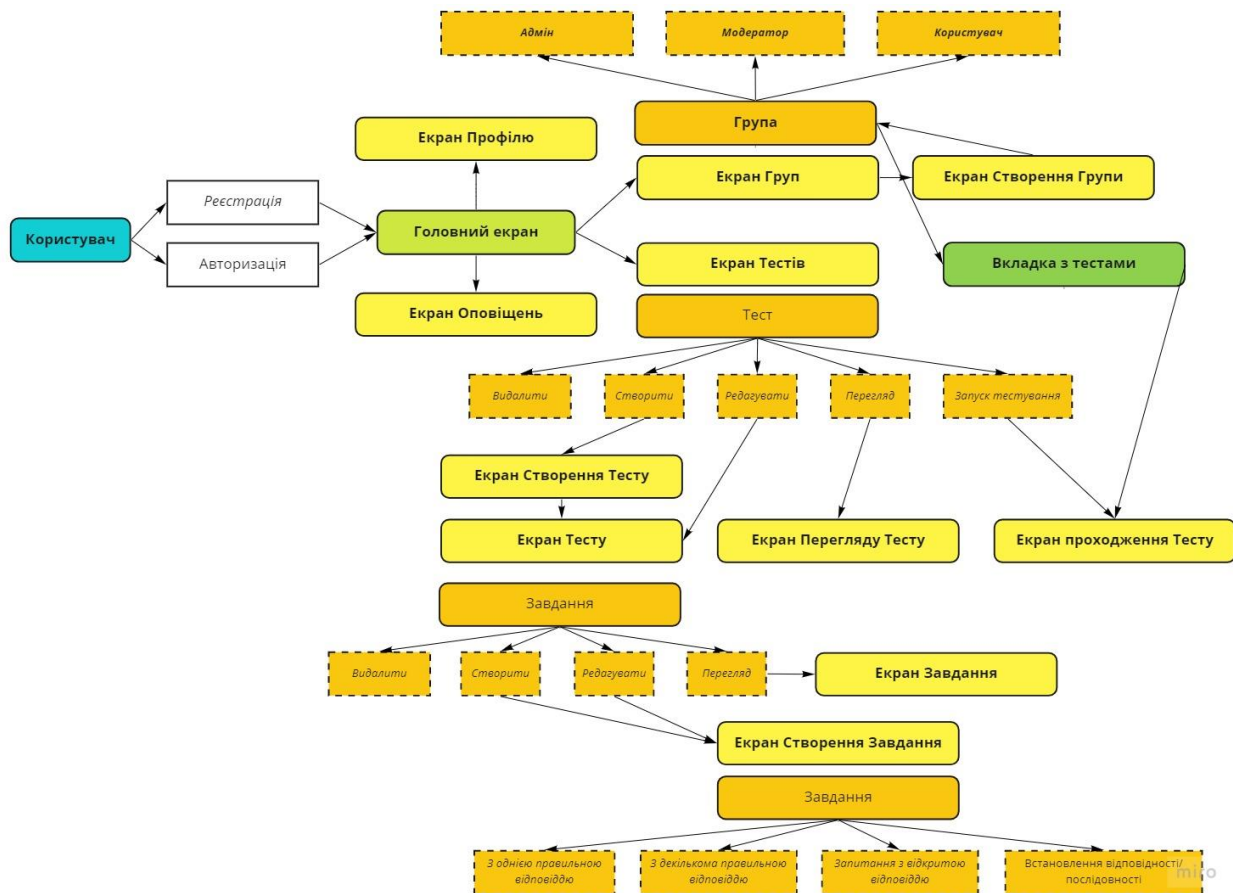 Адмін
Модератор
Користувач
Група
Екран Профілю
Екран Груп
Екран Створення Групи
Реєстрація
Користувач
Головний екран
Авторизація
Екран Тестів
Вкладка з тестами
Екран Оповіщень
Тест
Видалити
Створити
Редагувати
Перегляд
Запуск тестування
Екран Створення Тесту
Екран Тесту
Екран Перегляду Тесту
Екран проходження Тесту
Завдання
Видалити
Створити
Редагувати
Перегляд
Екран Завдання
Екран Створення Завдання
Завдання
З однією правильною
відповіддю
З декількома правильною
відповіддю
Запитання з відкритою
відповіддю
Встановлення відповідності/
послідовності
miro